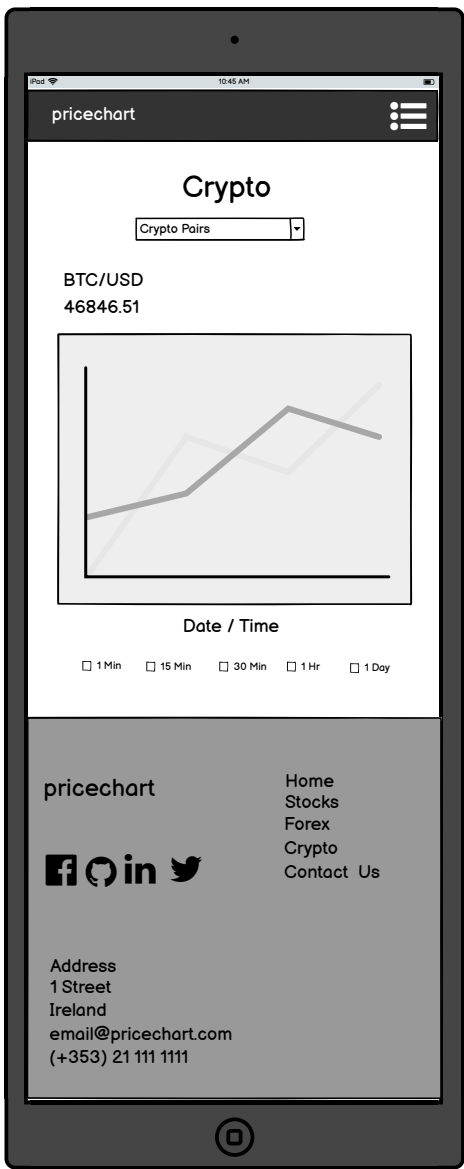 iPad 10:45 AM
pricechart
Crypto
Crypto Pairs
BTC/USD
46846.51
Date / Time
1 Min 15 Min 30 Min 1 Hr 1 Day
pricechart
Home
Stocks
Forex
Crypto
Contact Us
Address
1 Street
Ireland
email@pricechart.com
(+353) 21 111 1111